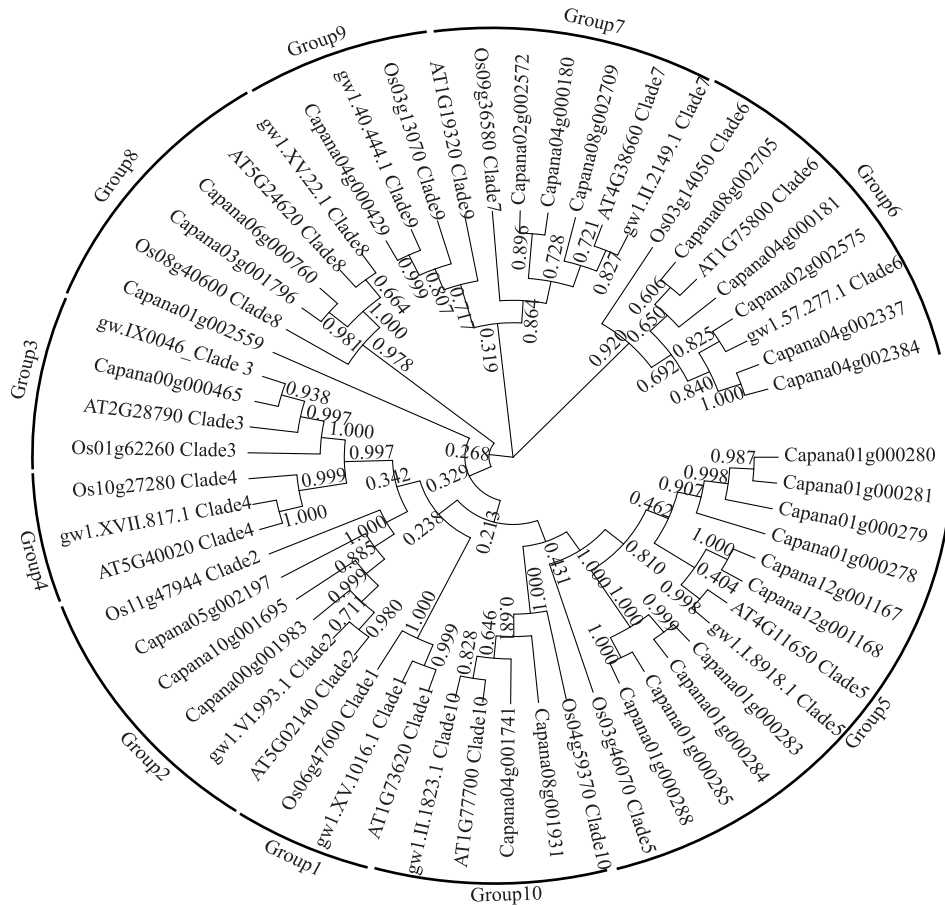 Group7
Group9
Group8
Group3
Group4
Group2
Group1
Group10
Group5
Group6
Os09g36580 Clade7
Capana02g002572
Capana04g000180
Capana08g002709
AT4G38660 Clade7
gw1.II.2149.1 Clade7
Os03g14050 Clade6
Capana08g002705
AT1G75800 Clade6
Capana04g000181
Capana02g002575
gw1.57.277.1 Clade6
Capana04g002337
Capana04g002384
Capana01g000280
Capana01g000281
Capana01g000279
Capana01g000278
Capana12g001167
Capana12g001168
AT4G11650 Clade5
gw1.I.8918.1 Clade5
Capana01g000283
Capana01g000284
Capana01g000285
Capana01g000288
Os03g46070 Clade5
Os04g59370 Clade10
Capana08g001931
Capana04g001741
AT1G77700 Clade10
gw1.II.1823.1 Clade10
AT1G73620 Clade1
gw1.XV.1016.1 Clade1
Os06g47600 Clade1
AT5G02140 Clade2
gw1.VI.993.1 Clade2
Capana00g001983
Capana10g001695
Capana05g002197
Os11g47944 Clade2
AT5G40020 Clade4
gw1.XVII.817.1 Clade4
Os10g27280 Clade4
Os01g62260 Clade3
AT2G28790 Clade3
Capana00g000465
gw.IX0046_Clade 3
Capana01g002559
Os08g40600 Clade8
Capana03g001796
Capana06g000760
AT5G24620 Clade8
gw1.XV.22.1 Clade8
Capana04g000429
gw1.40.444.1 Clade9
Os03g13070 Clade9
AT1G19320 Clade9
0.896
0.728
0.721
0.827
0.864
0.319
0.606
0.650
0.920
0.825
0.692
0.840
1.000
0.987
0.998
0.907
0.462
1.000
0.404
0.810
0.998
0.999
1.000
1.000
1.000
0.431
1.000
0.891
0.646
0.828
0.999
1.000
0.213
0.238
0.980
0.71
0.999
0.885
1.000
0.342
0.329
0.268
1.000
0.999
0.997
1.000
0.997
0.938
0.978
0.981
1.000
0.664
0.999
0.807
0.717